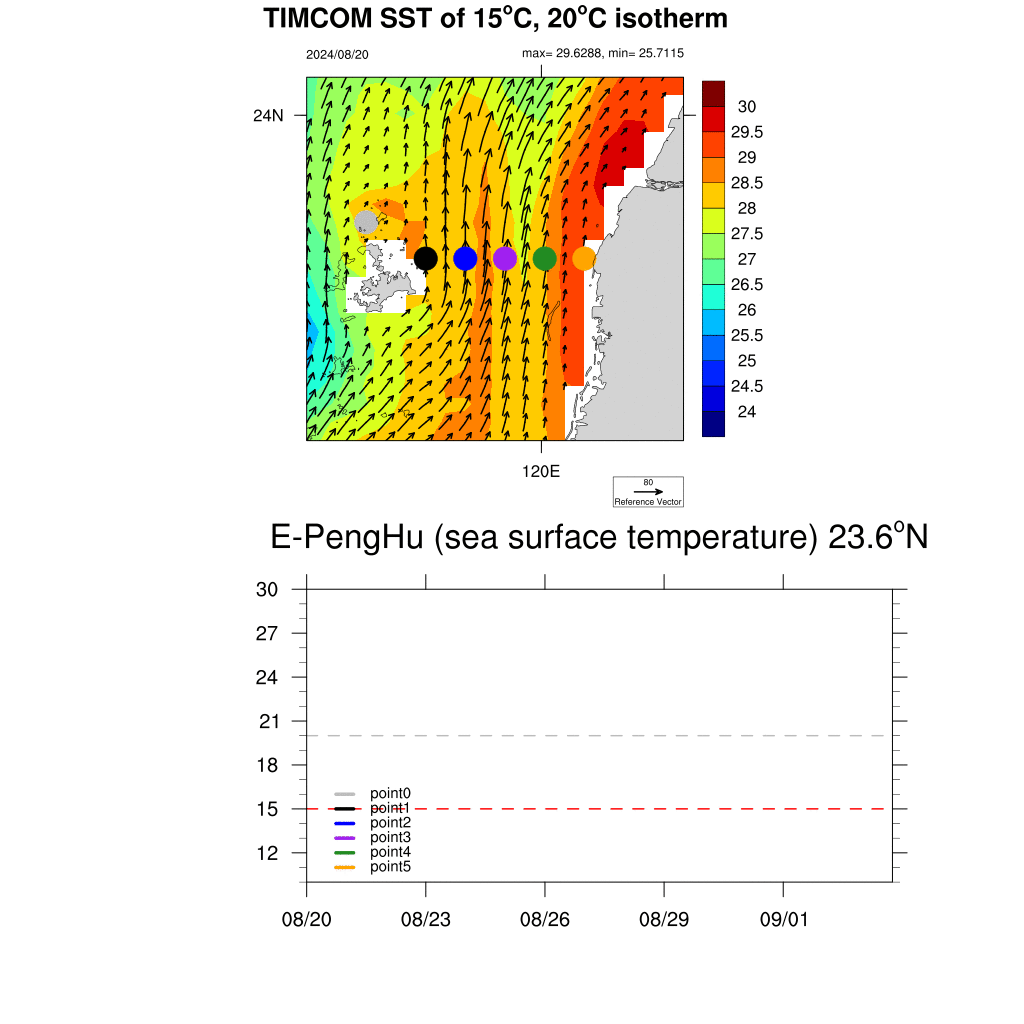 TIMCOM SST of 15°C, 20°C isotherm
2024/08/20
max= 29.6288, min= 25.7115
24N
30
29.5
29
28.5
28
27.5
27
26.5
26
25.5
25
24.5
24
120E
80
Reference Vector
E-PengHu (sea surface temperature) 23.6°N
30
27
24
21
18
15
12
point0
point1
point2
point3
point4
point5
08/20 08/23 08/26 08/29 09/01